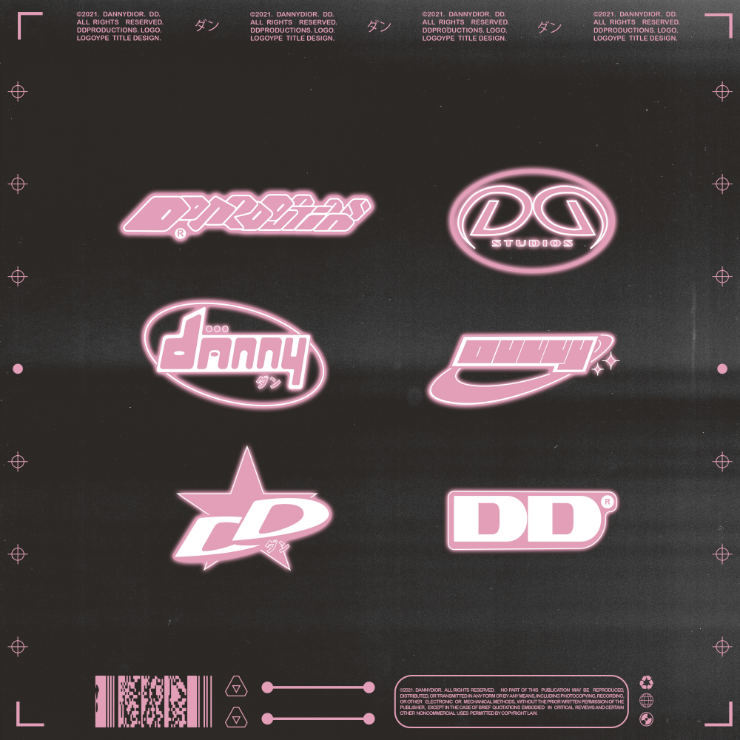 ©2021. DANNYDIOR. DD.
ALL RIGHTS RESERVED.
DDPRODUCTIONS. LOGO.
LOGOYPE TITLE DESIGN.
ダン
©2021. DANNYDIOR. DD.
ALL RIGHTS RESERVED.
DDPRODUCTIONS. LOGO.
LOGOYPE TITLE DESIGN.
ダン
©2021. DANNYDIOR. DD.
ALL RIGHTS RESERVED.
DDPRODUCTIONS. LOGO.
LOGOYPE TITLE DESIGN.
ダン
©2021. DANNYDIOR. DD.
ALL RIGHTS RESERVED.
DDPRODUCTIONS. LOGO.
LOGOYPE TITLE DESIGN.
®
DD
STUDIOS
danny
ダン
DD
ダン
DD®
©2021. DANNYDIOR. ALL RIGHTS RESERVED. NO PART OF THIS PUBLICATION MAY BE REPRODUCED,
DISTRIBUTED, OR TRANSMITTED IN ANY FORM OR BY ANY MEANS, INCLUDING PHOTOCOPYING, RECORDING,
OR OTHER ELECTRONIC OR MECHANICAL METHODS, WITHOUT THE PRIOR WRITTEN PERMISSION OF THE
PUBLISHER, EXCEPT IN THE CASE OF BRIEF QUOTATIONS EMBODIED IN CRITICAL REVIEWS AND CERTAIN
OTHER NONCOMMERCIAL USES PERMITTED BY COPYRIGHT LAW.